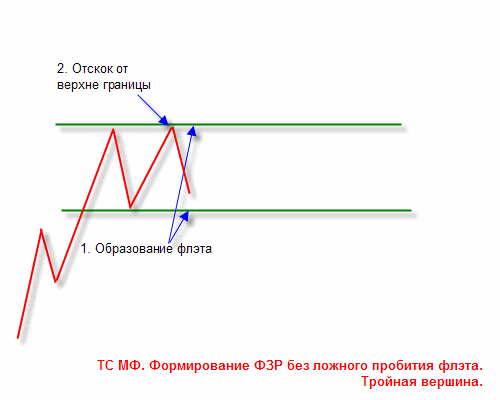 2. Отскок от
верхне границы
1. Образование флэта
ТС МФ. Формирование ФЗР без ложного пробития флэта.
Тройная вершина.